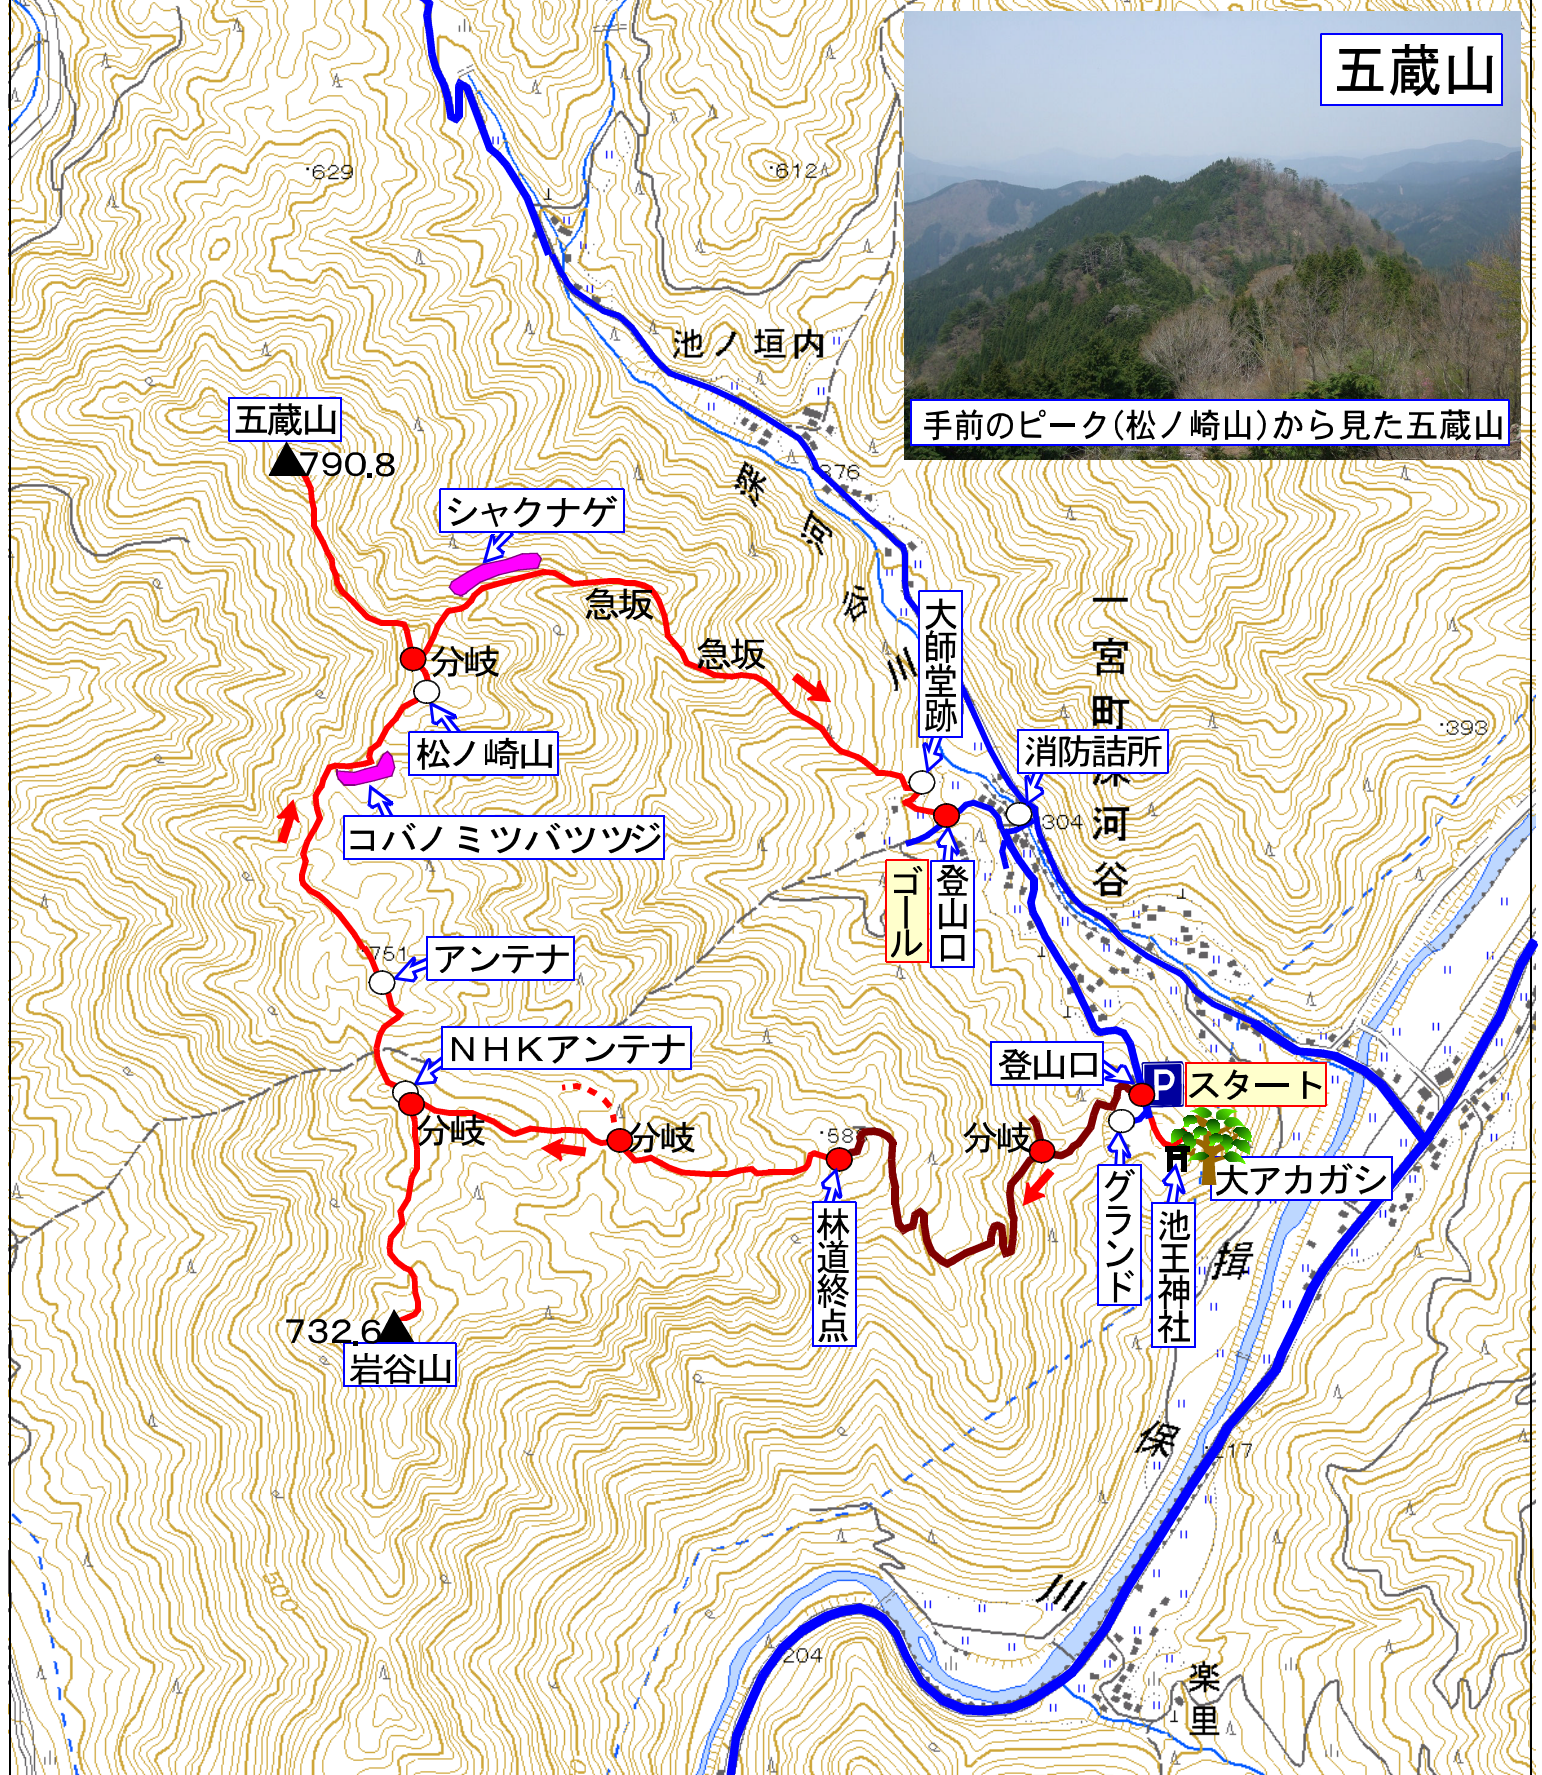 五蔵山
手前のピーク(松ノ崎山)から見た五蔵山
629
612
池ノ垣内
五蔵山
790.8
376
深河谷川
シャクナゲ
急坂
大師堂跡
一宮町深河谷
分岐
急坂
393
松ノ崎山
消防詰所
304
コバノミツバツツジ
ゴール
登山口
751
アンテナ
NHKアンテナ
登山口
P
スタート
分岐
分岐
587
分岐
グランド
池王神社
大アカガシ
林道終点
揖保川
732.6
岩谷山
217
500
204
楽里